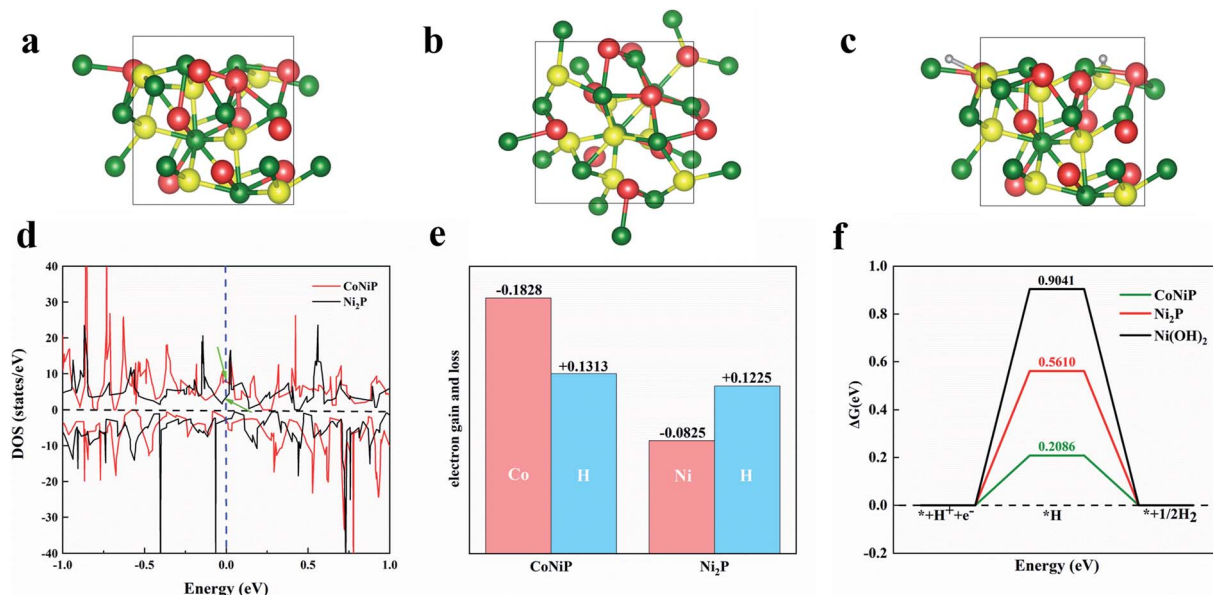 a
b
c
d
40
30
20
10
0
-10
-20
-30
-40
DOS (states/eV)
CoNiP
Ni₂P
-1.0
-0.5
0.0
0.5
1.0
Energy (eV)
e
electron gain and loss
-0.1828
+0.1313
-0.0825
+0.1225
Co
H
Ni
H
CoNiP
Ni₂P
f
1.0
0.8
0.6
0.4
0.2
0.0
-0.2
ΔG(eV)
0.9041
CoNiP
Ni₂P
Ni(OH)₂
0.5610
0.2086
*+H⁺+e⁻
*H
*+1/2H₂
Energy (eV)